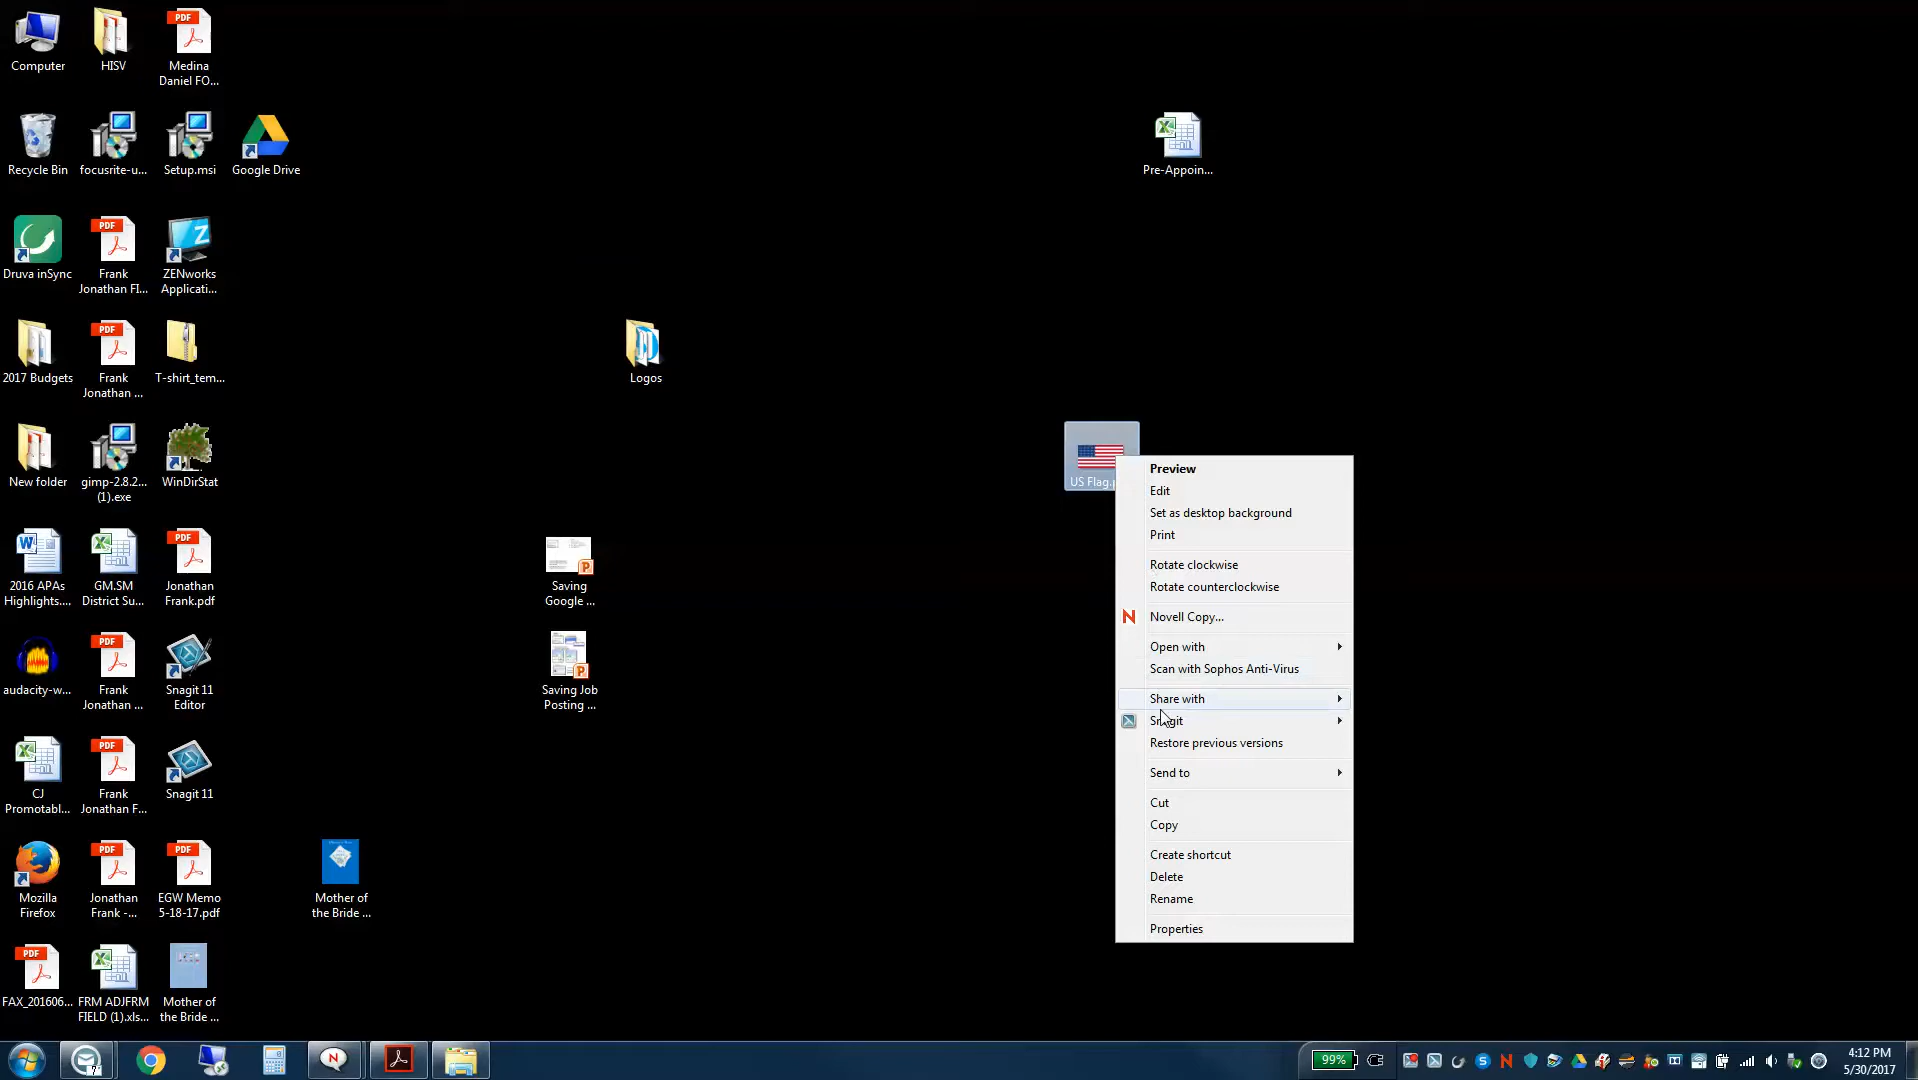 Computer
HISV
Medina
Daniel FO...
Recycle Bin
focusrite-u...
Setup.msi
Google Drive
Pre-Appoin...
Druva inSync
Frank
Jonathan FI...
ZENworks
Applicati...
2017 Budgets
Frank
Jonathan ...
T-shirt_tem...
Logos
New folder
gimp-2.8.2...
(1).exe
WinDirStat
US Flag.p
2016 APAs
Highlights....
GM.SM
District Su...
Jonathan
Frank.pdf
Saving
Google ...
audacity-w...
Frank
Jonathan ...
Snagit 11
Editor
Saving Job
Posting ...
CJ
Promotabl...
Frank
Jonathan F...
Snagit 11
Mozilla
Firefox
Jonathan
Frank -...
EGW Memo
5-18-17.pdf
Mother of
the Bride ...
FAX_201606...
FRM ADJFRM
FIELD (1).xls...
Mother of
the Bride ...
Preview
Edit
Set as desktop background
Print
Rotate clockwise
Rotate counterclockwise
Novell Copy...
Open with
Scan with Sophos Anti-Virus
Share with
Snagit
Restore previous versions
Send to
Cut
Copy
Create shortcut
Delete
Rename
Properties
99%
4:12 PM
5/30/2017